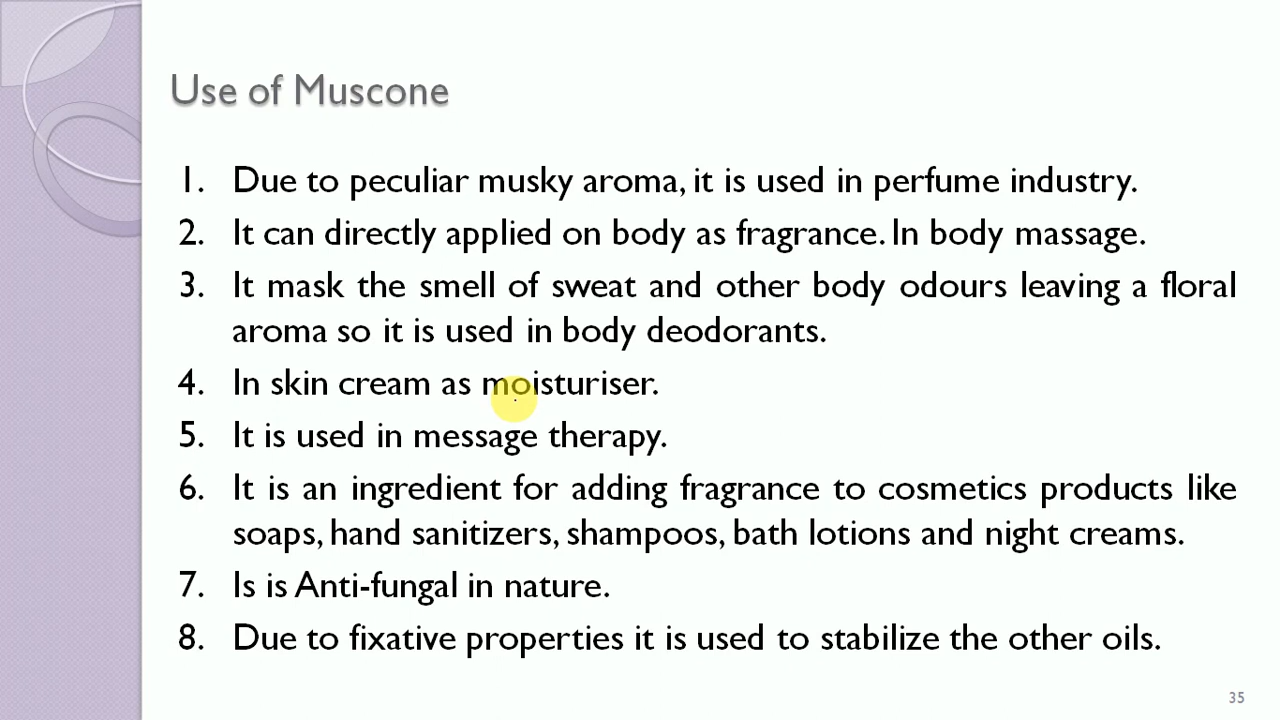 Use of Muscone
1. Due to peculiar musky aroma, it is used in perfume industry.
2. It can directly applied on body as fragrance. In body massage.
3. It mask the smell of sweat and other body odours leaving a floral
aroma so it is used in body deodorants.
4. In skin cream as moisturiser.
5. It is used in message therapy.
6. It is an ingredient for adding fragrance to cosmetics products like
soaps, hand sanitizers, shampoos, bath lotions and night creams.
7. Is is Anti-fungal in nature.
8. Due to fixative properties it is used to stabilize the other oils.
35